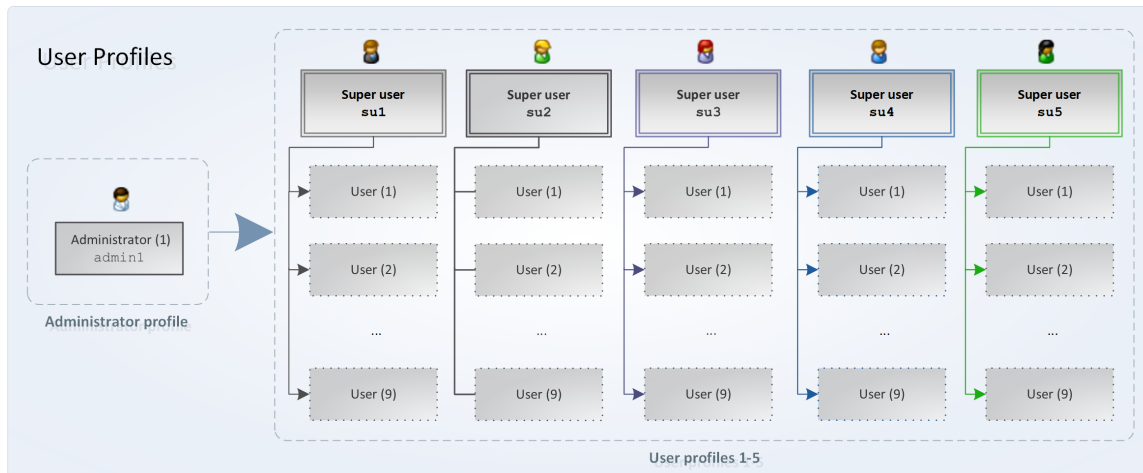 User Profiles
Super user
su1
Super user
su2
Super user
su3
Super user
su4
Super user
su5
User (1)
User (1)
User (1)
User (1)
User (1)
Administrator (1)
admin1
User (2)
User (2)
User (2)
User (2)
User (2)
Administrator profile
...
...
...
...
...
User (9)
User (9)
User (9)
User (9)
User (9)
User profiles 1-5